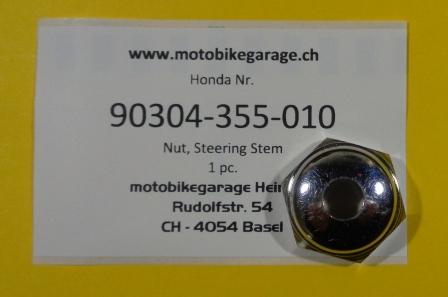 www.motobikegarage.ch
Honda Nr.
90304-355-010
Nut, Steering Stem
1 pc.
motobikegarage
Rudolfstr. 54
CH - 4054 Basel